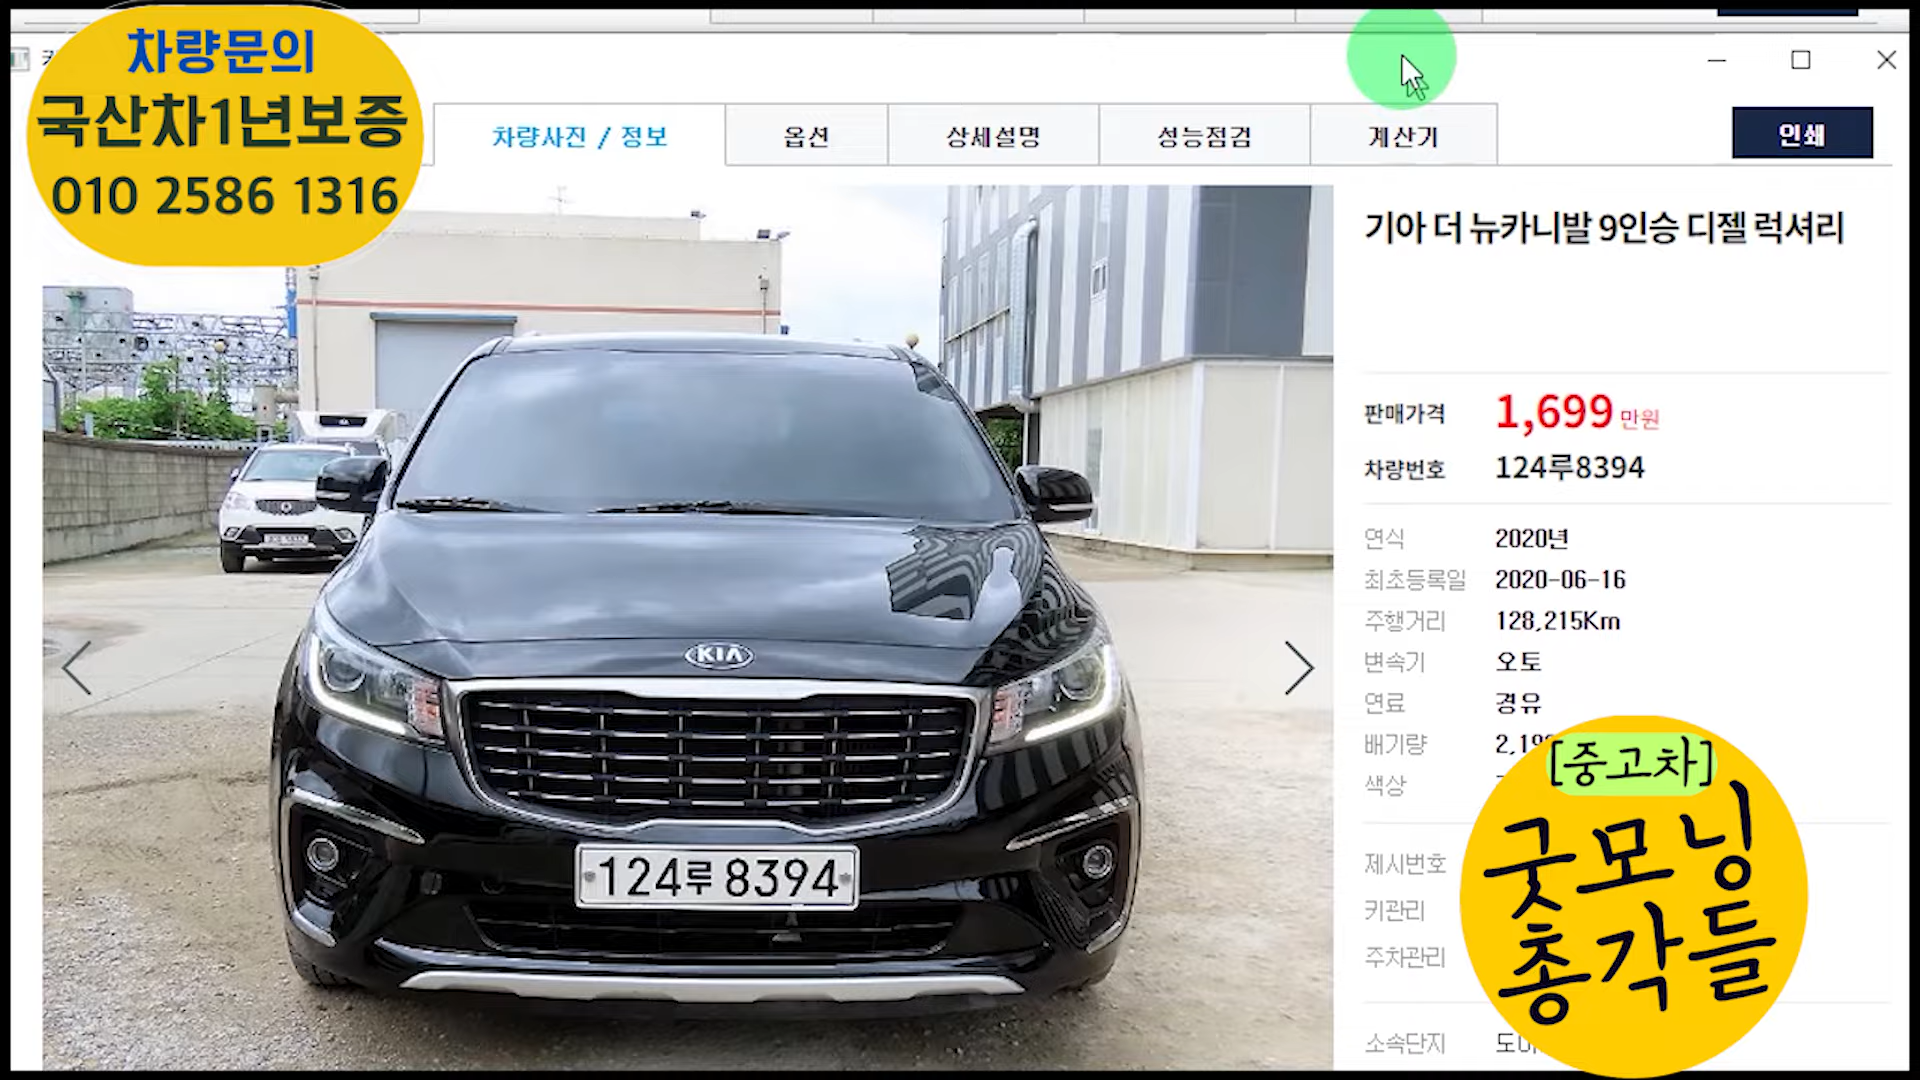 차량문의
국산차1년보증
010 2586 1316
차량사진 / 정보
옵션
상세설명
성능점검
계산기
인쇄
기아 더 뉴카니발 9인승 디젤 럭셔리
판매가격 1,699 만원
차량번호 124루8394
연식 2020년
최초등록일 2020-06-16
주행거리 128,215Km
변속기 오토
연료 경유
배기량
색상
제시번호
키관리
주차관리
소속단지
KIA
124루8394
[중고차]
굿모닝
총각들